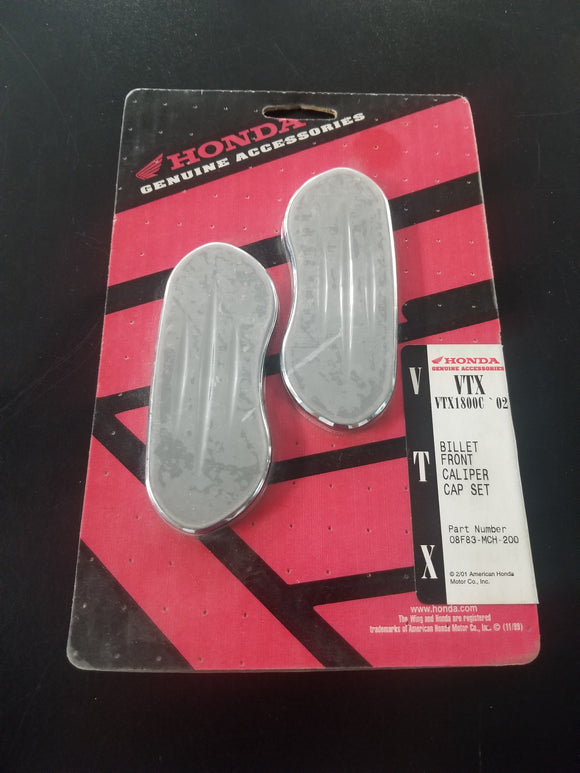 HONDA
GENUINE ACCESSORIES
HONDA
GENUINE ACCESSORIES
VTX
VTX1800C `02
V
T
X
BILLET
FRONT
CALIPER
CAP SET
Part Number
08F83-MCH-200
© 2/01 American Honda
Motor Co., Inc.
www.honda.com
The Wing and Honda are registered
trademarks of American Honda Motor Co., Inc. © (11/99)